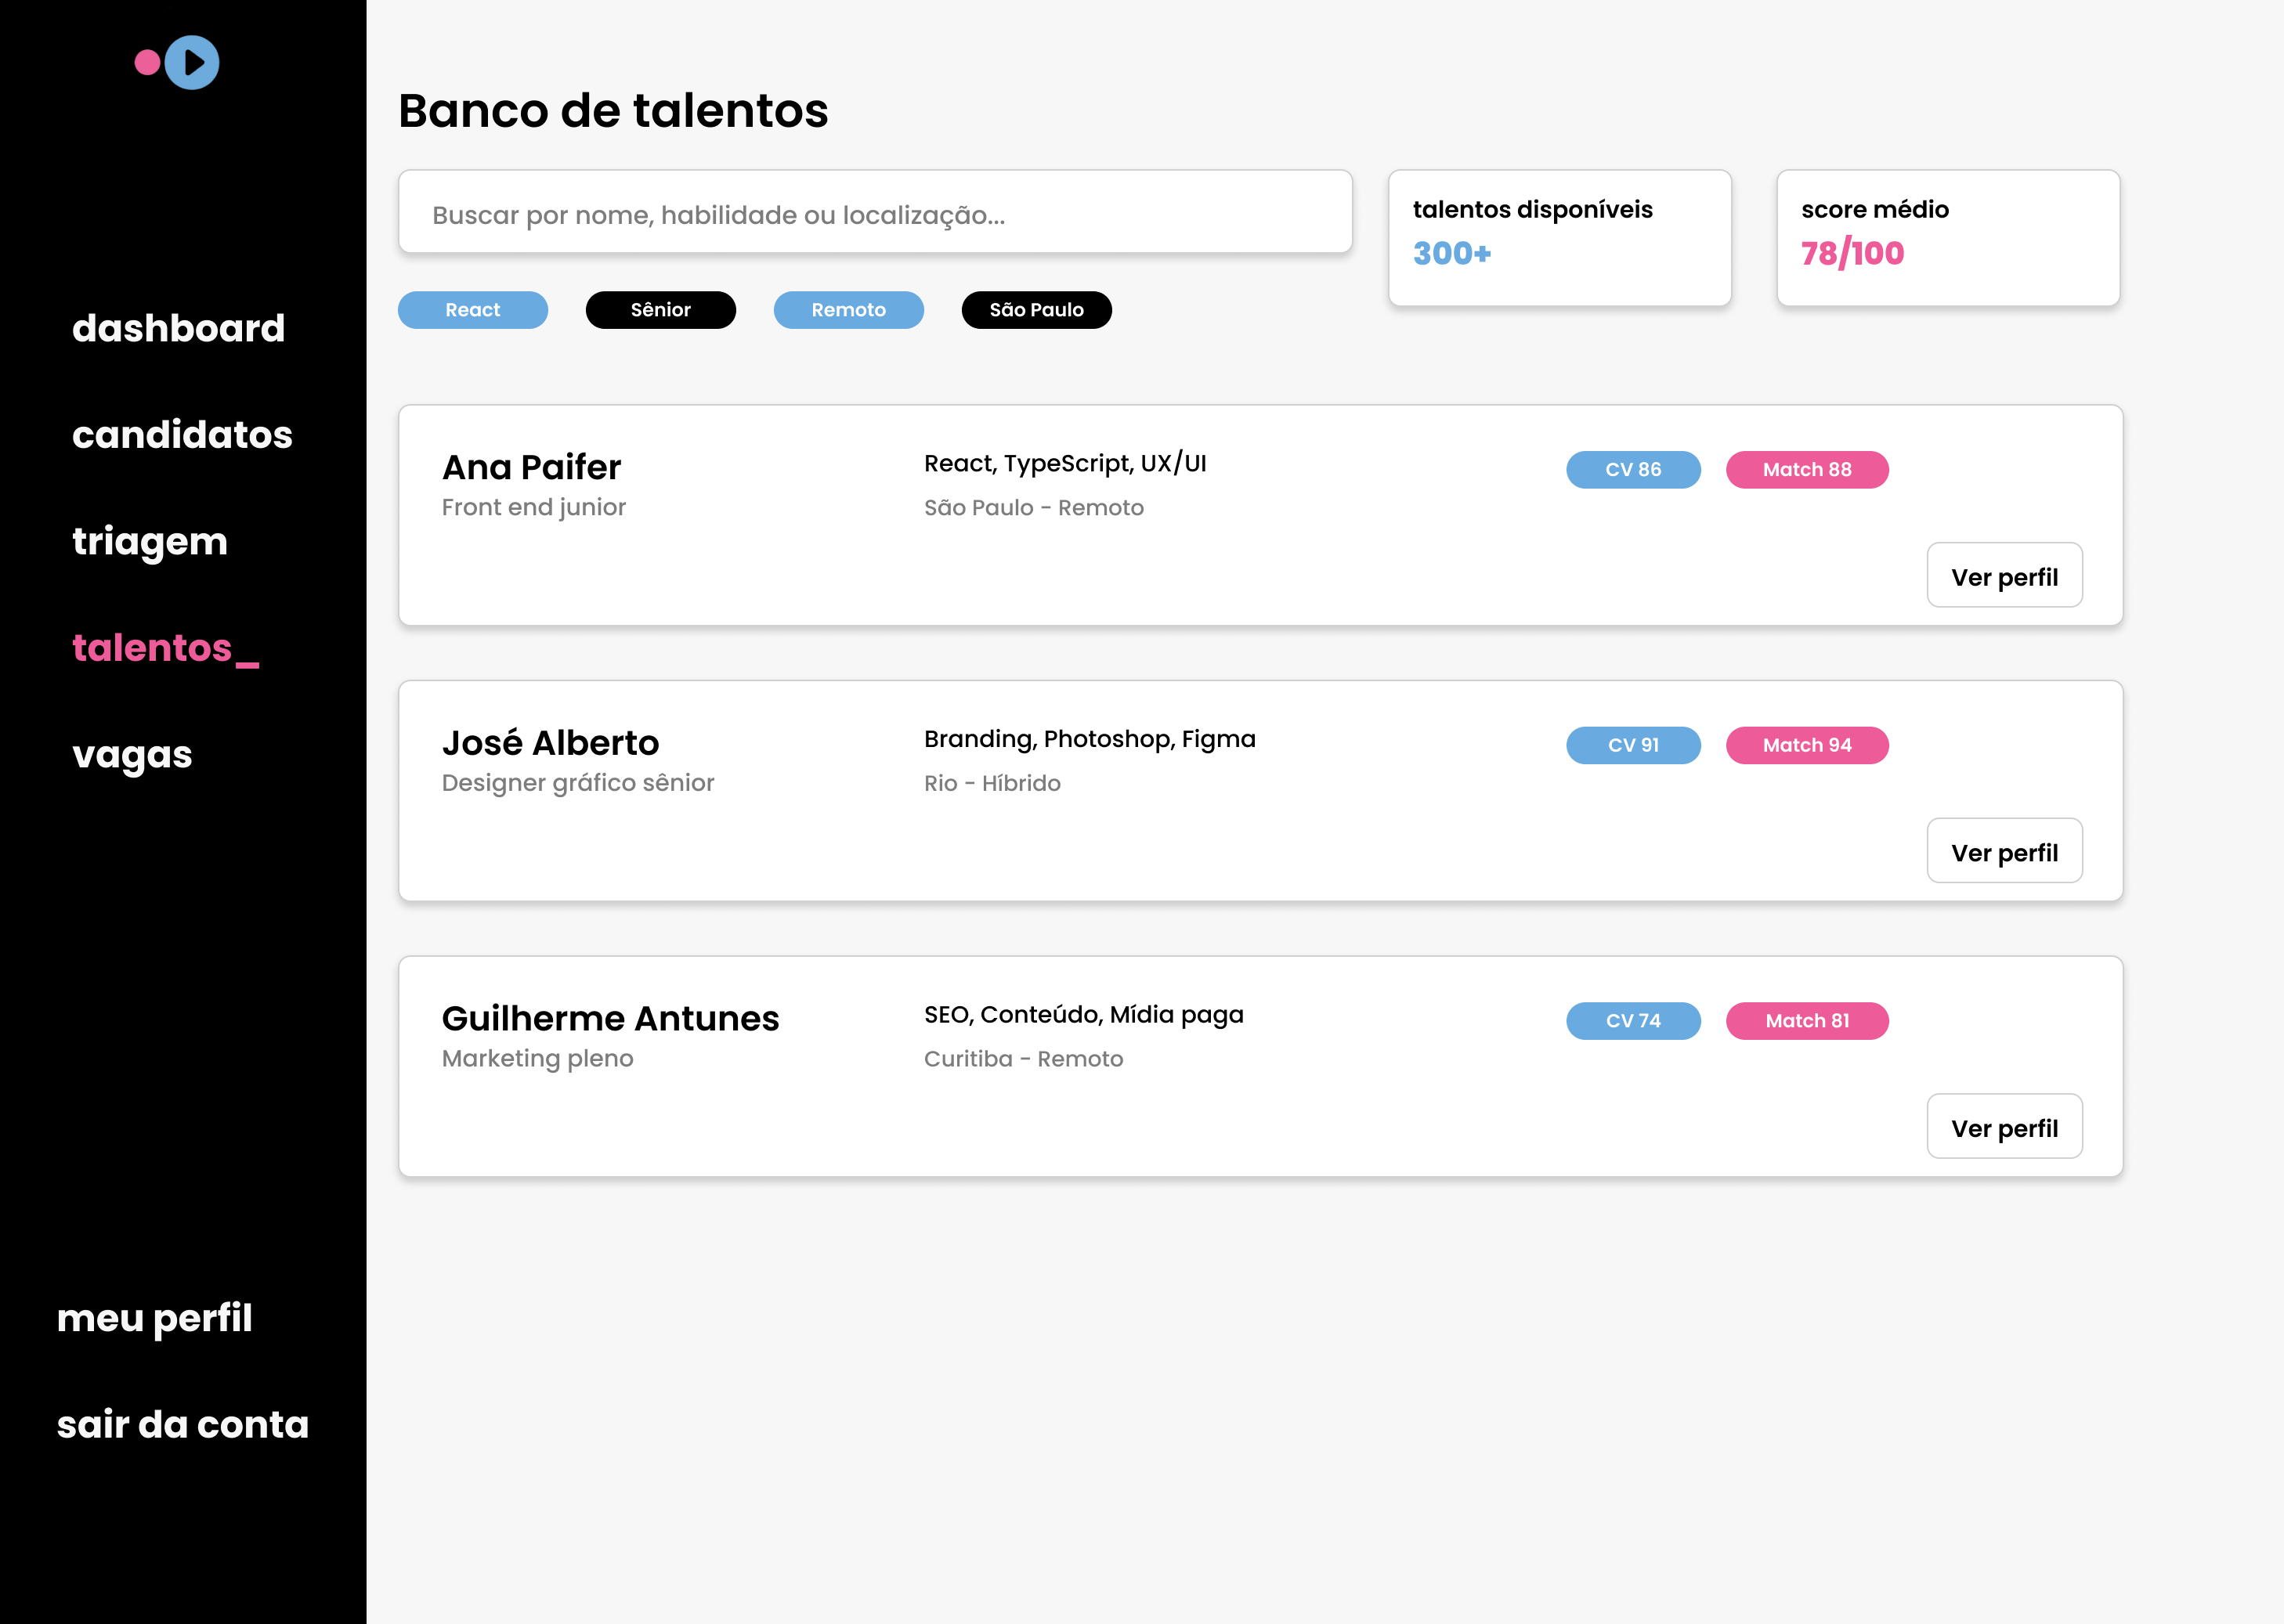 dashboard
candidatos
triagem
talentos_
vagas
meu perfil
sair da conta
Banco de talentos
Buscar por nome, habilidade ou localização...
talentos disponíveis
300+
score médio
78/100
React
Sênior
Remoto
São Paulo
Ana Paifer
Front end junior
React, TypeScript, UX/UI
São Paulo - Remoto
CV 86
Match 88
Ver perfil
José Alberto
Designer gráfico sênior
Branding, Photoshop, Figma
Rio - Híbrido
CV 91
Match 94
Ver perfil
Guilherme Antunes
Marketing pleno
SEO, Conteúdo, Mídia paga
Curitiba - Remoto
CV 74
Match 81
Ver perfil